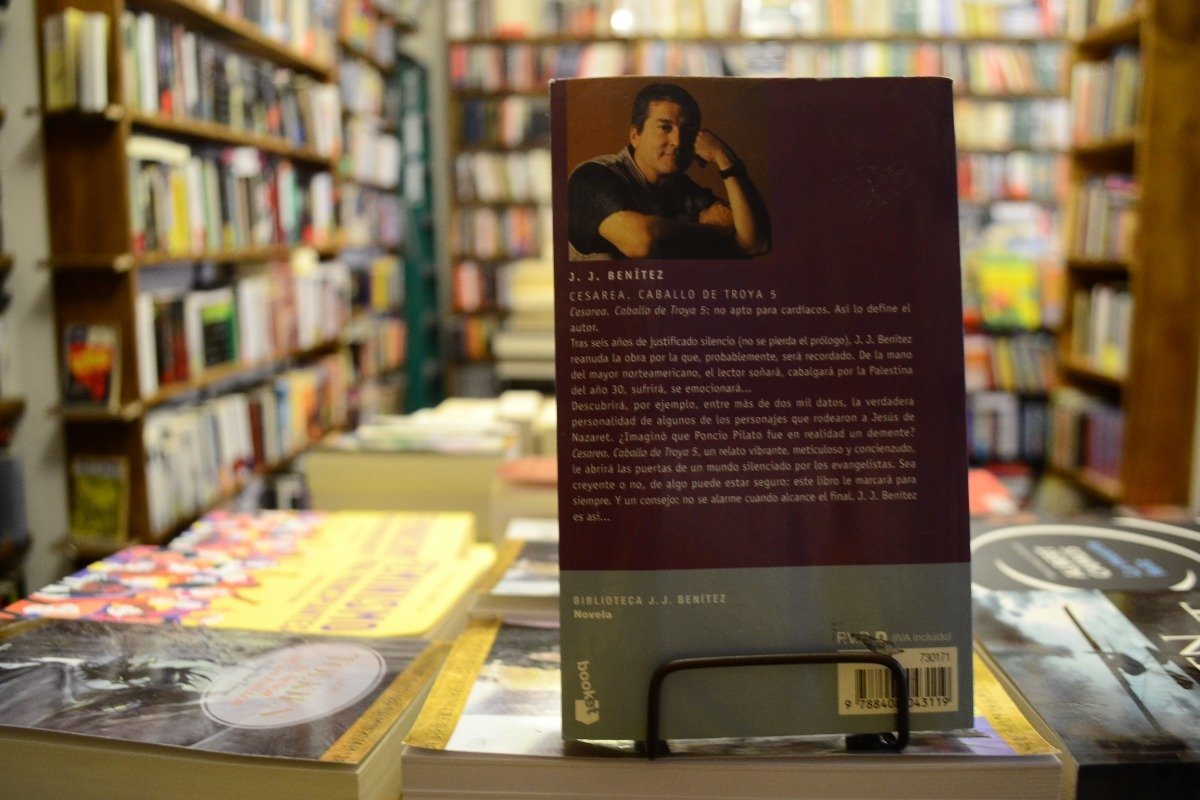 J. J. BENÍTEZ
CESAREA. CABALLO DE TROYA 5
Cesarea. Caballo de Troya 5: no apto para cardíacos. Así lo define el
autor.
Tras seis años de justificado silencio (no se pierda el prólogo), J. J. Benítez
reanuda la obra por la que, probablemente, será recordado. De la mano
del mayor norteamericano, el lector soñará, cabalgará por la Palestina
del año 30, sufrirá, se emocionará...
Descubrirá, por ejemplo, entre más de dos mil datos, la verdadera
personalidad de algunos de los personajes que rodearon a Jesús de
Nazaret. ¿Imaginó que Poncio Pilato fue en realidad un demente?
Cesarea. Caballo de Troya 5, un relato vibrante, meticuloso y concienzudo,
le abrirá las puertas de un mundo silenciado por los evangelistas. Sea
creyente o no, de algo puede estar seguro: este libro le marcará para
siempre. Y un consejo: no se alarme cuando alcance el final. J. J. Benítez
es así...
BIBLIOTECA J. J. BENÍTEZ
Novela
booket
(IVA incluido)
730171
043119